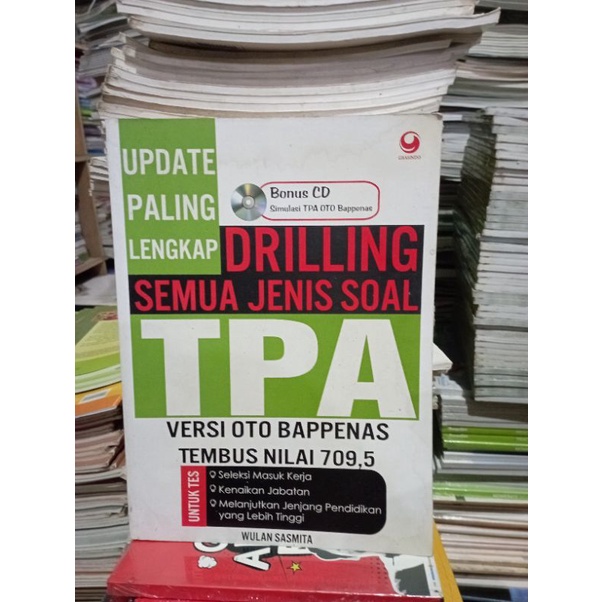 UPDATE
PALING
LENGKAP
Bonus CD
Simulasi TPA OTO Bappenas
GRASINDO
DRILLING
SEMUA JENIS SOAL
TPA
VERSI OTO BAPPENAS
TEMBUS NILAI 709,5
UNTUK TES
Seleksi Masuk Kerja
Kenaikan Jabatan
Melanjutkan Jenjang Pendidikan
yang Lebih Tinggi
WULAN SASMITA